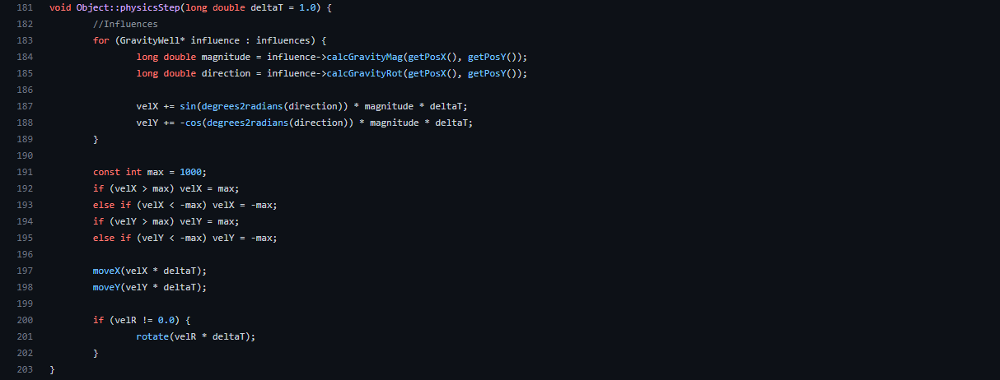 181 void Object::physicsStep(long double deltaT = 1.0) {
182 //Influences
183 for (GravityWell* influence : influences) {
184 long double magnitude = influence->calcGravityMag(getPosX(), getPosY());
185 long double direction = influence->calcGravityRot(getPosX(), getPosY());
186
187 velX += sin(degrees2radians(direction)) * magnitude * deltaT;
188 velY += -cos(degrees2radians(direction)) * magnitude * deltaT;
189 }
190
191 const int max = 1000;
192 if (velX > max) velX = max;
193 else if (velX < -max) velX = -max;
194 if (velY > max) velY = max;
195 else if (velY < -max) velY = -max;
196
197 moveX(velX * deltaT);
198 moveY(velY * deltaT);
199
200 if (velR != 0.0) {
201 rotate(velR * deltaT);
202 }
203 }